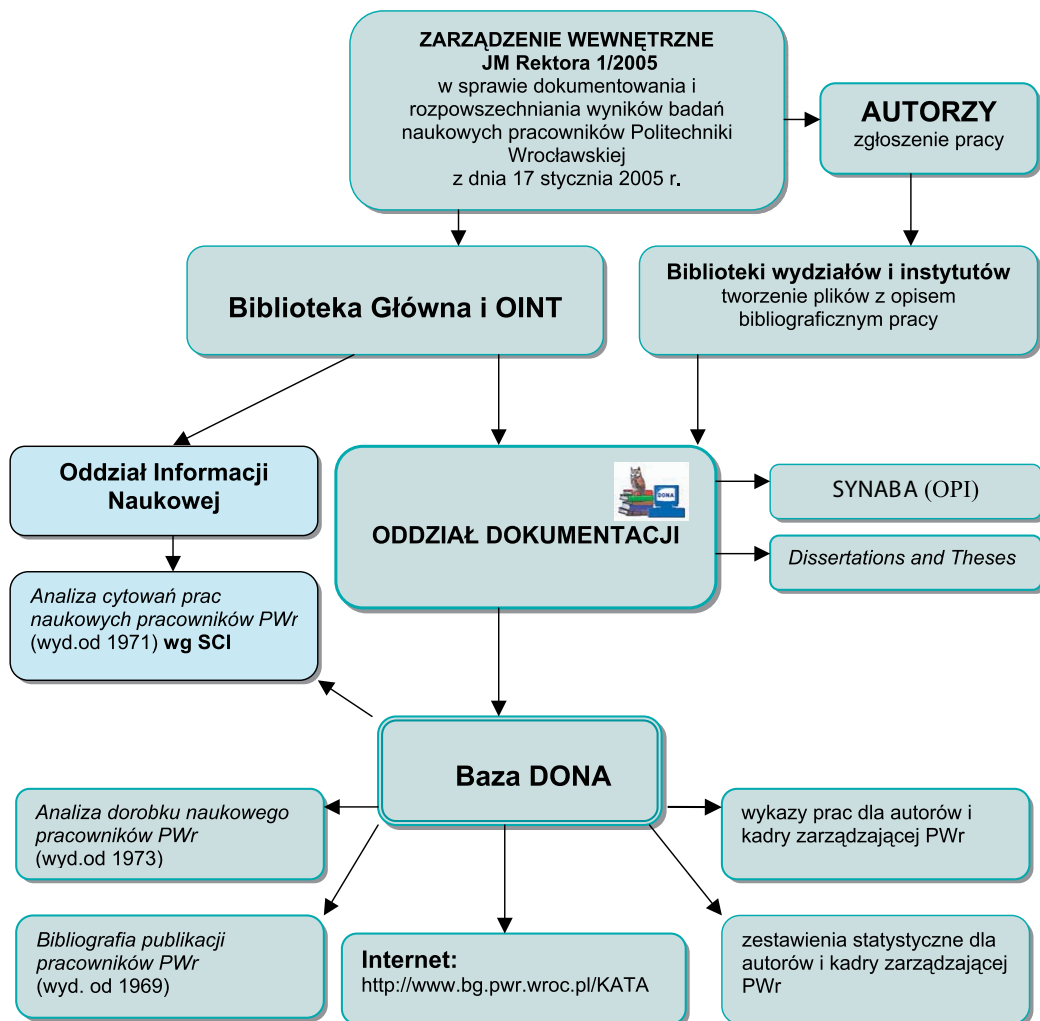 ZARZĄDZENIE WEWNĘTRZNE
JM Rektora 1/2005
w sprawie dokumentowania i
rozpowszechniania wyników badań
naukowych pracowników Politechniki
Wrocławskiej
z dnia 17 stycznia 2005 r.
AUTORZY
zgłoszenie pracy
Biblioteka Główna i OINT
Biblioteki wydziałów i instytutów
tworzenie plików z opisem
bibliograficznym pracy
Oddział Informacji
Naukowej
DONA
ODDZIAŁ DOKUMENTACJI
SYNABA (OPI)
Dissertations and Theses
Analiza cytowań prac
naukowych pracowników PWr
(wyd.od 1971) wg SCI
Baza DONA
Analiza dorobku naukowego
pracowników PWr
(wyd.od 1973)
wykazy prac dla autorów i
kadry zarządzającej PWr
Bibliografia publikacji
pracowników PWr
(wyd. od 1969)
Internet:
http://www.bg.pwr.wroc.pl/KATA
zestawienia statystyczne dla
autorów i kadry zarządzającej
PWr